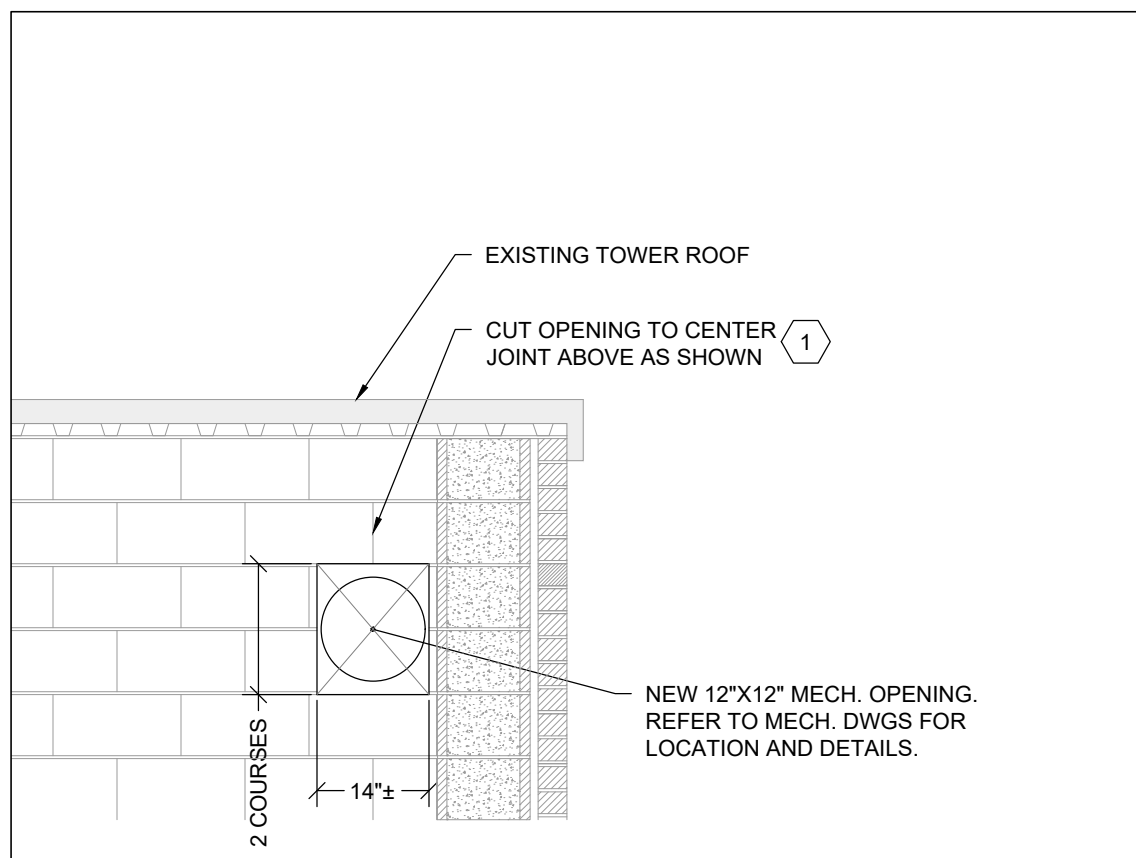 EXISTING TOWER ROOF
CUT OPENING TO CENTER
JOINT ABOVE AS SHOWN
1
NEW 12"X12" MECH. OPENING.
REFER TO MECH. DWGS FOR
LOCATION AND DETAILS.
2 COURSES
14"±